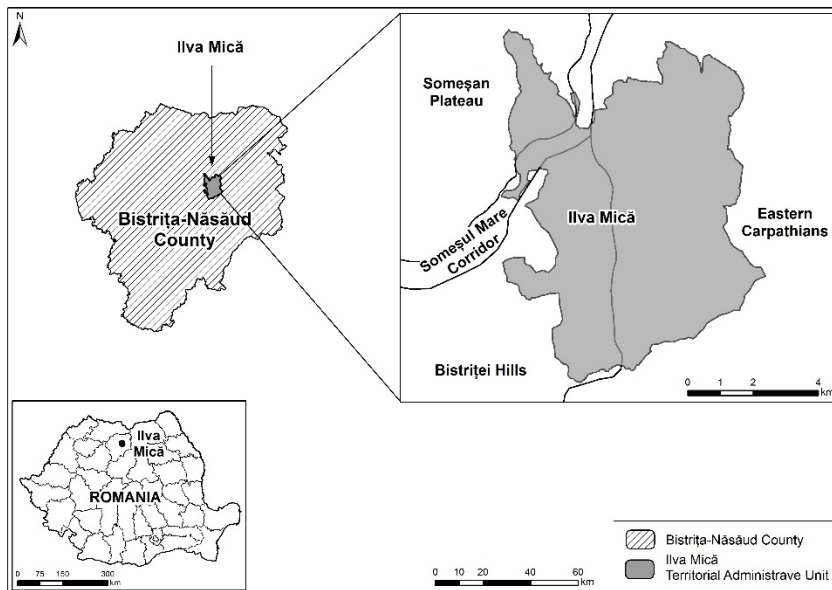 N
Ilva Mică
Bistrița-Năsăud
County
Someșan
Plateau
Someșul Mare
Corridor
Ilva Mică
Eastern
Carpathians
Bistriței Hills
0 1 2 4
km
Ilva
Mică
ROMANIA
0 75 150 300
km
0 10 20 40 60
km
Bistrița-Năsăud County
Ilva Mică
Territorial Administrave Unit